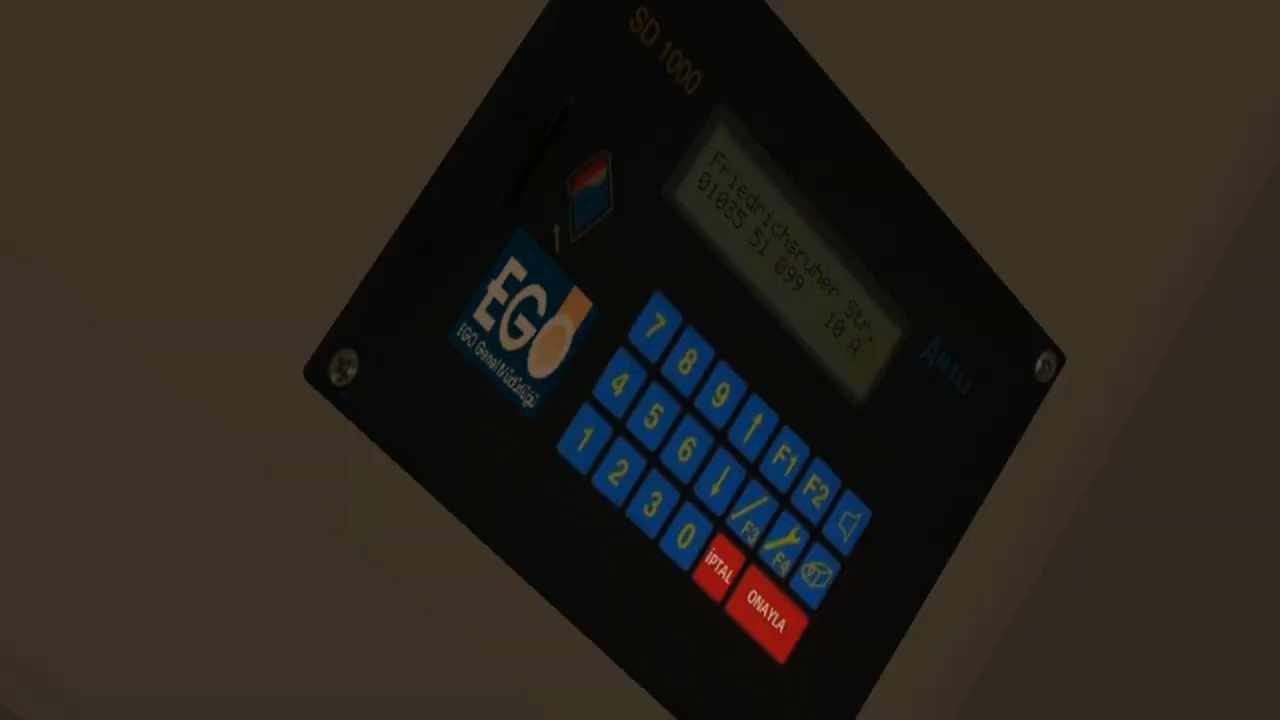 SD 1000
Friedrichsruher Str.
01035 51 099 10 A
EGO
EGO Genel Müdürlüğü
7 8 9 ↑ F1 F2
4 5 6 ↓ F3 F4
1 2 3 0 İPTAL ONAYLA